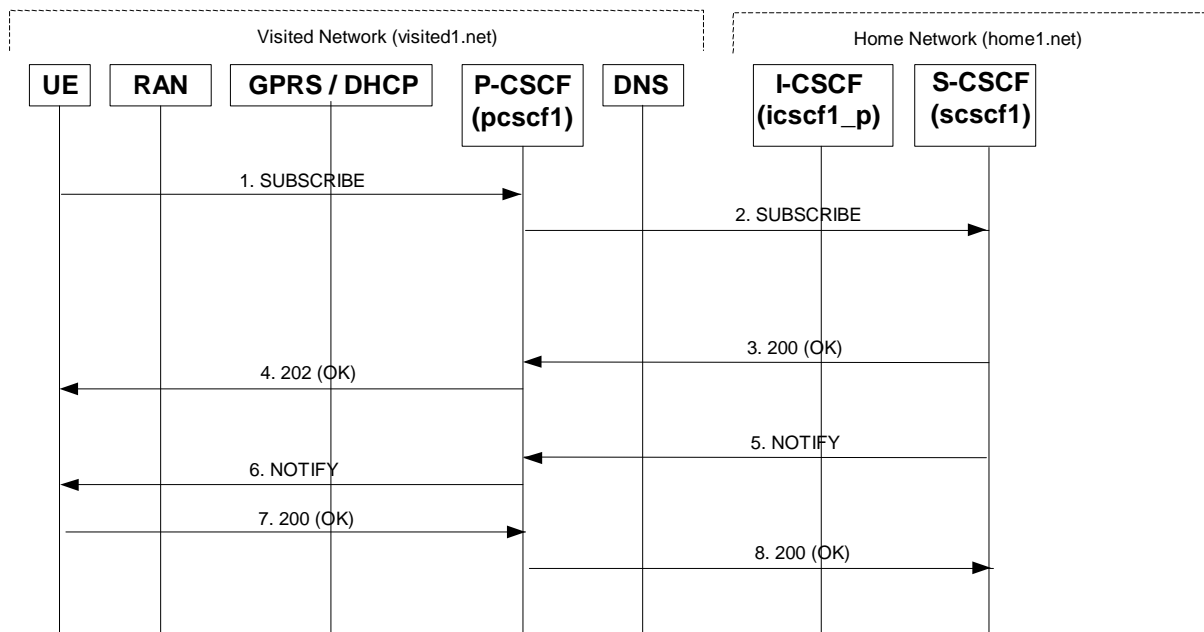 Visited Network (visited1.net)
Home Network (home1.net)
UE
RAN
GPRS / DHCP
P-CSCF
(pcscf1)
DNS
I-CSCF
(icscf1_p)
S-CSCF
(scscf1)
1. SUBSCRIBE
2. SUBSCRIBE
3. 200 (OK)
4. 202 (OK)
5. NOTIFY
6. NOTIFY
7. 200 (OK)
8. 200 (OK)